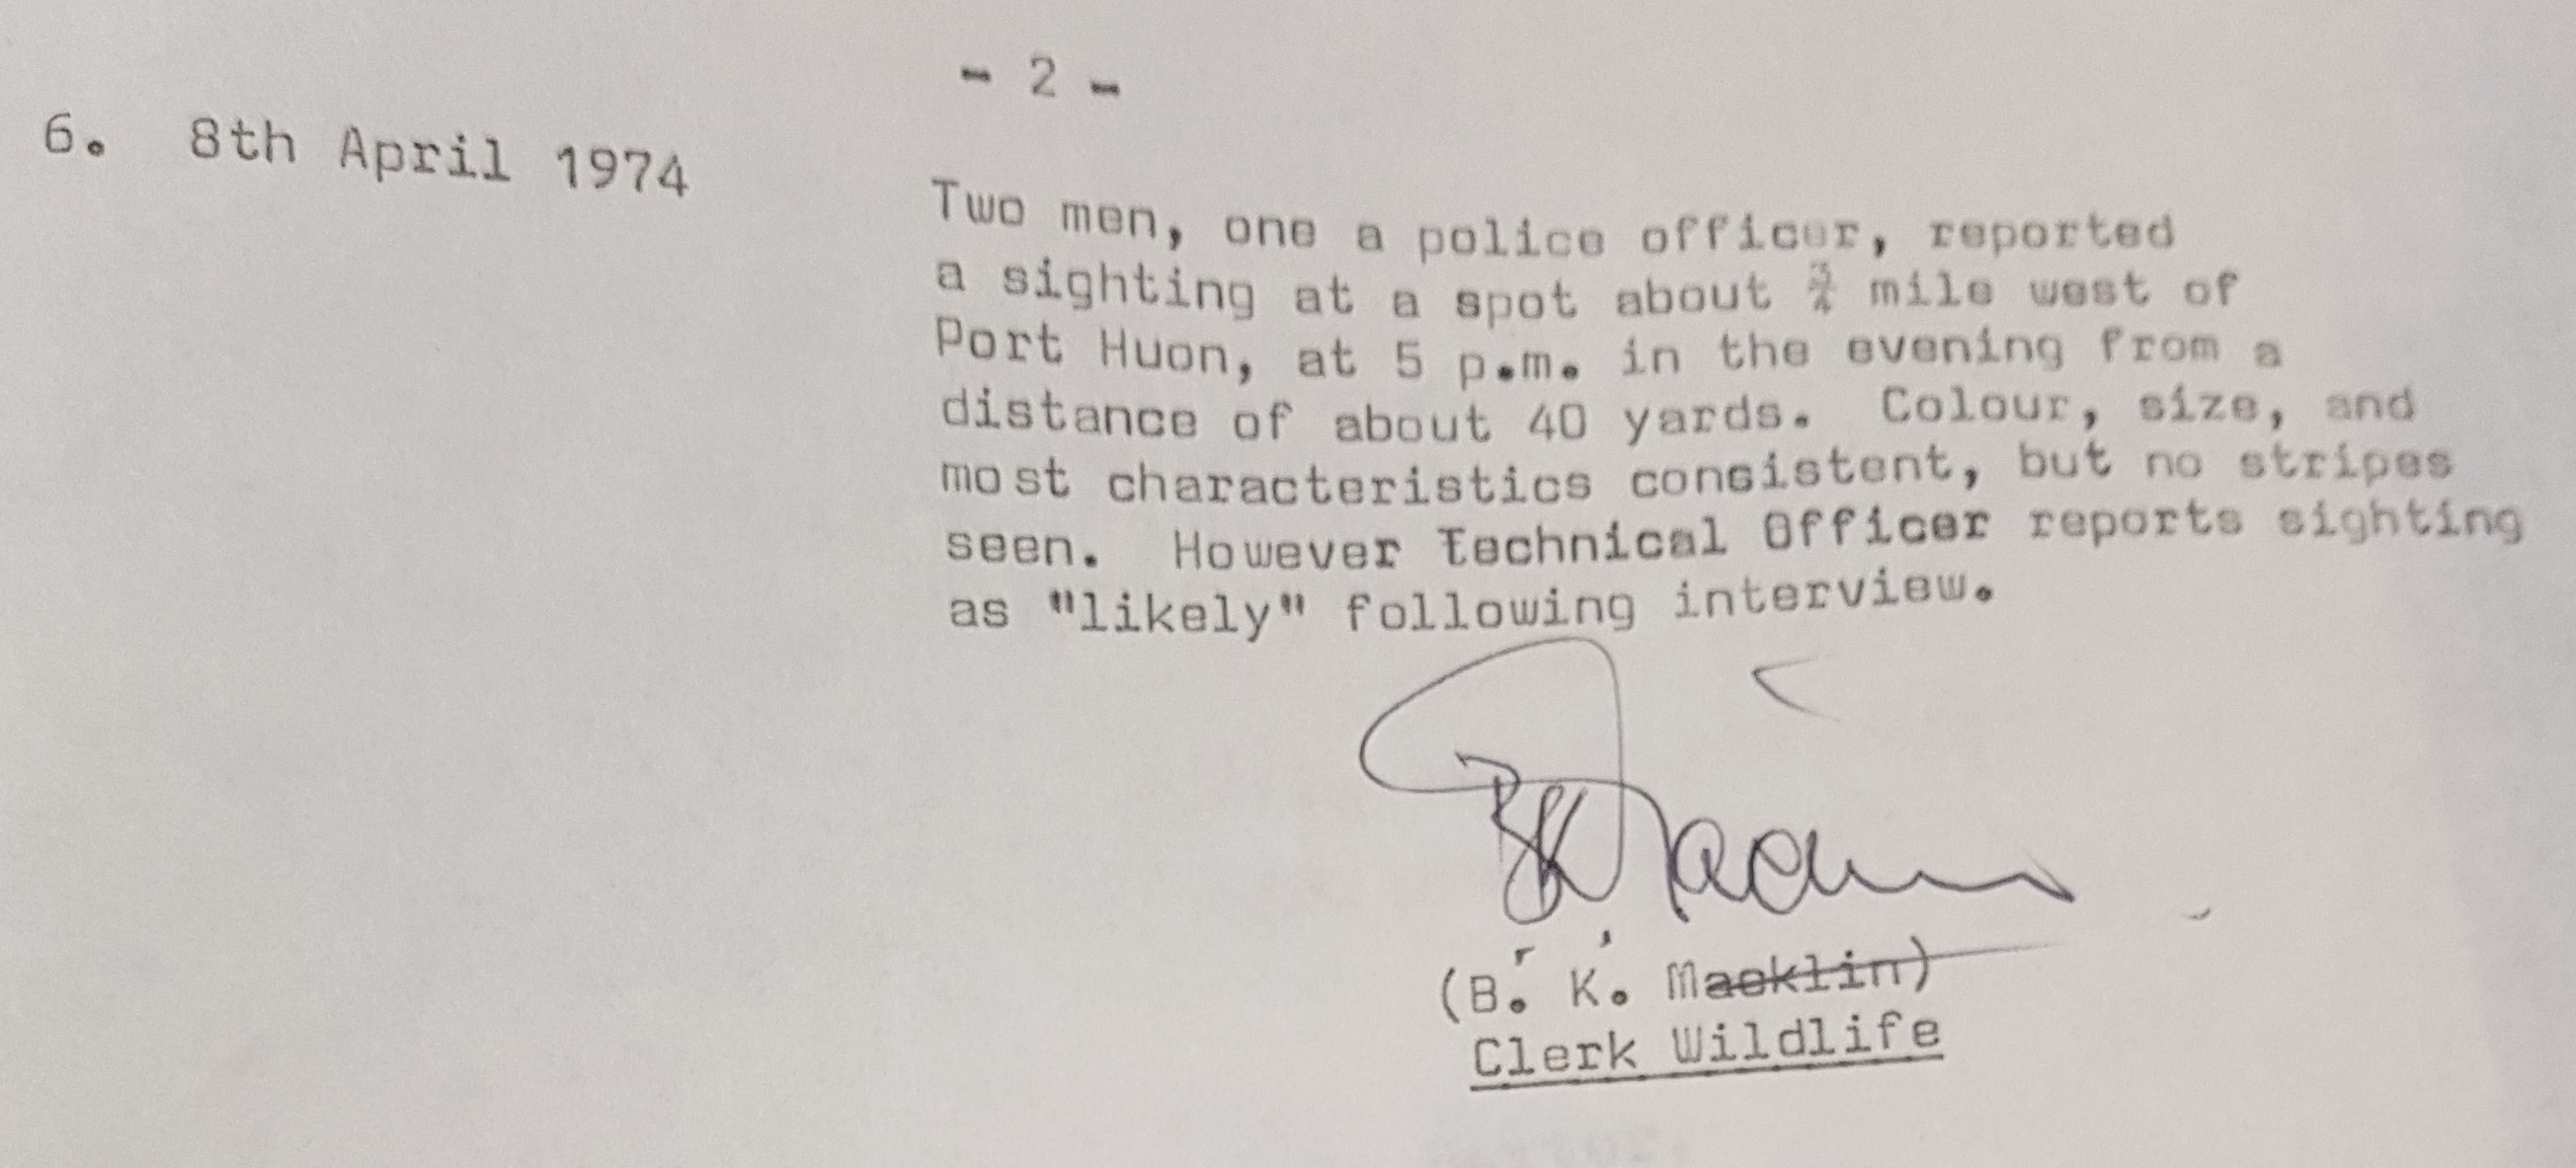 - 2 -
6. 8th April 1974
Two men, one a police officer, reported
a sighting at a spot about ¾ mile west of
Port Huon, at 5 p.m. in the evening from a
distance of about 40 yards. Colour, size, and
most characteristics consistent, but no stripes
seen. However Technical Officer reports sighting
as "likely" following interview.
(B. K. Macklin)
Clerk Wildlife